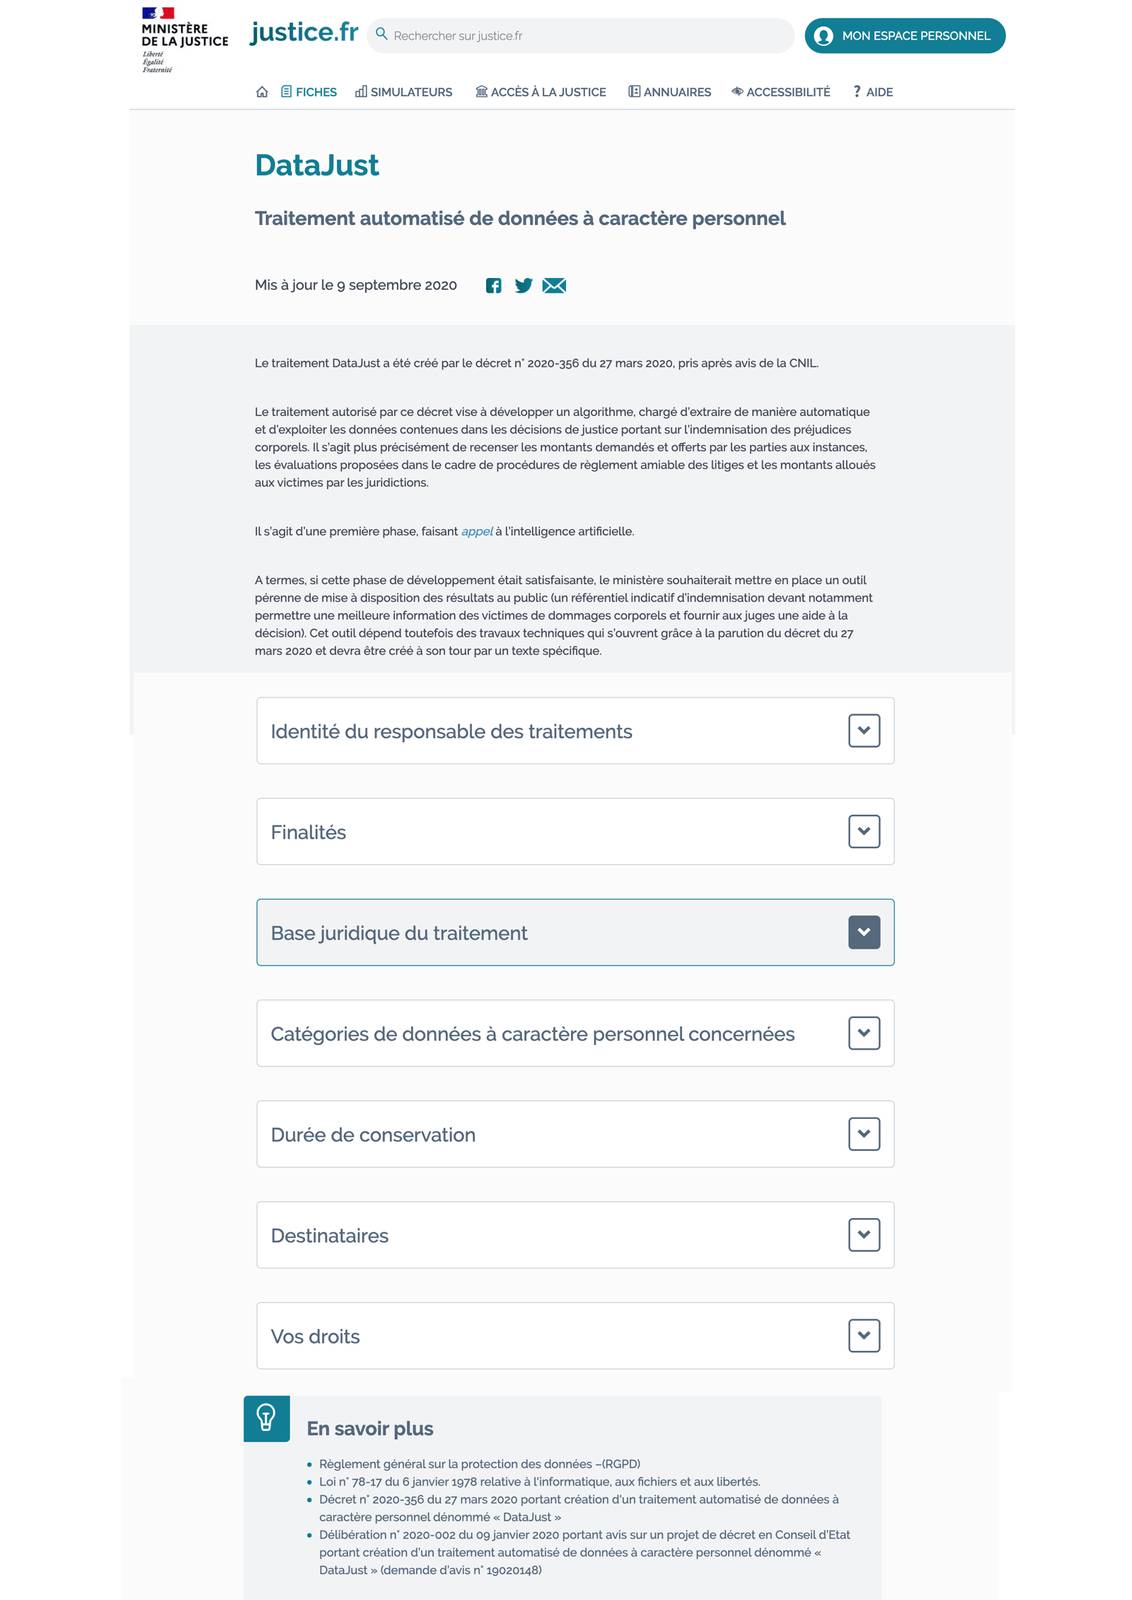 MINISTÈRE
DE LA JUSTICE
Liberté
Égalité
Fraternité
justice.fr
Rechercher sur justice.fr
MON ESPACE PERSONNEL
FICHES SIMULATEURS ACCÈS À LA JUSTICE ANNUAIRES ACCESSIBILITÉ ? AIDE
DataJust
Traitement automatisé de données à caractère personnel
Mis à jour le 9 septembre 2020
Le traitement DataJust a été créé par le décret n° 2020-356 du 27 mars 2020, pris après avis de la CNIL.
Le traitement autorisé par ce décret vise à développer un algorithme, chargé d'extraire de manière automatique
et d'exploiter les données contenues dans les décisions de justice portant sur l'indemnisation des préjudices
corporels. Il s'agit plus précisément de recenser les montants demandés et offerts par les parties aux instances,
les évaluations proposées dans le cadre de procédures de règlement amiable des litiges et les montants alloués
aux victimes par les juridictions.
Il s'agit d'une première phase, faisant appel à l'intelligence artificielle.
A termes, si cette phase de développement était satisfaisante, le ministère souhaiterait mettre en place un outil
pérenne de mise à disposition des résultats au public (un référentiel indicatif d'indemnisation devant notamment
permettre une meilleure information des victimes de dommages corporels et fournir aux juges une aide à la
décision). Cet outil dépend toutefois des travaux techniques qui s'ouvrent grâce à la parution du décret du 27
mars 2020 et devra être créé à son tour par un texte spécifique.
Identité du responsable des traitements
Finalités
Base juridique du traitement
Catégories de données à caractère personnel concernées
Durée de conservation
Destinataires
Vos droits
En savoir plus
• Règlement général sur la protection des données –(RGPD)
• Loi n° 78-17 du 6 janvier 1978 relative à l'informatique, aux fichiers et aux libertés.
• Décret n° 2020-356 du 27 mars 2020 portant création d'un traitement automatisé de données à
caractère personnel dénommé « DataJust »
• Délibération n° 2020-002 du 09 janvier 2020 portant avis sur un projet de décret en Conseil d'Etat
portant création d'un traitement automatisé de données à caractère personnel dénommé «
DataJust » (demande d'avis n° 19020148)